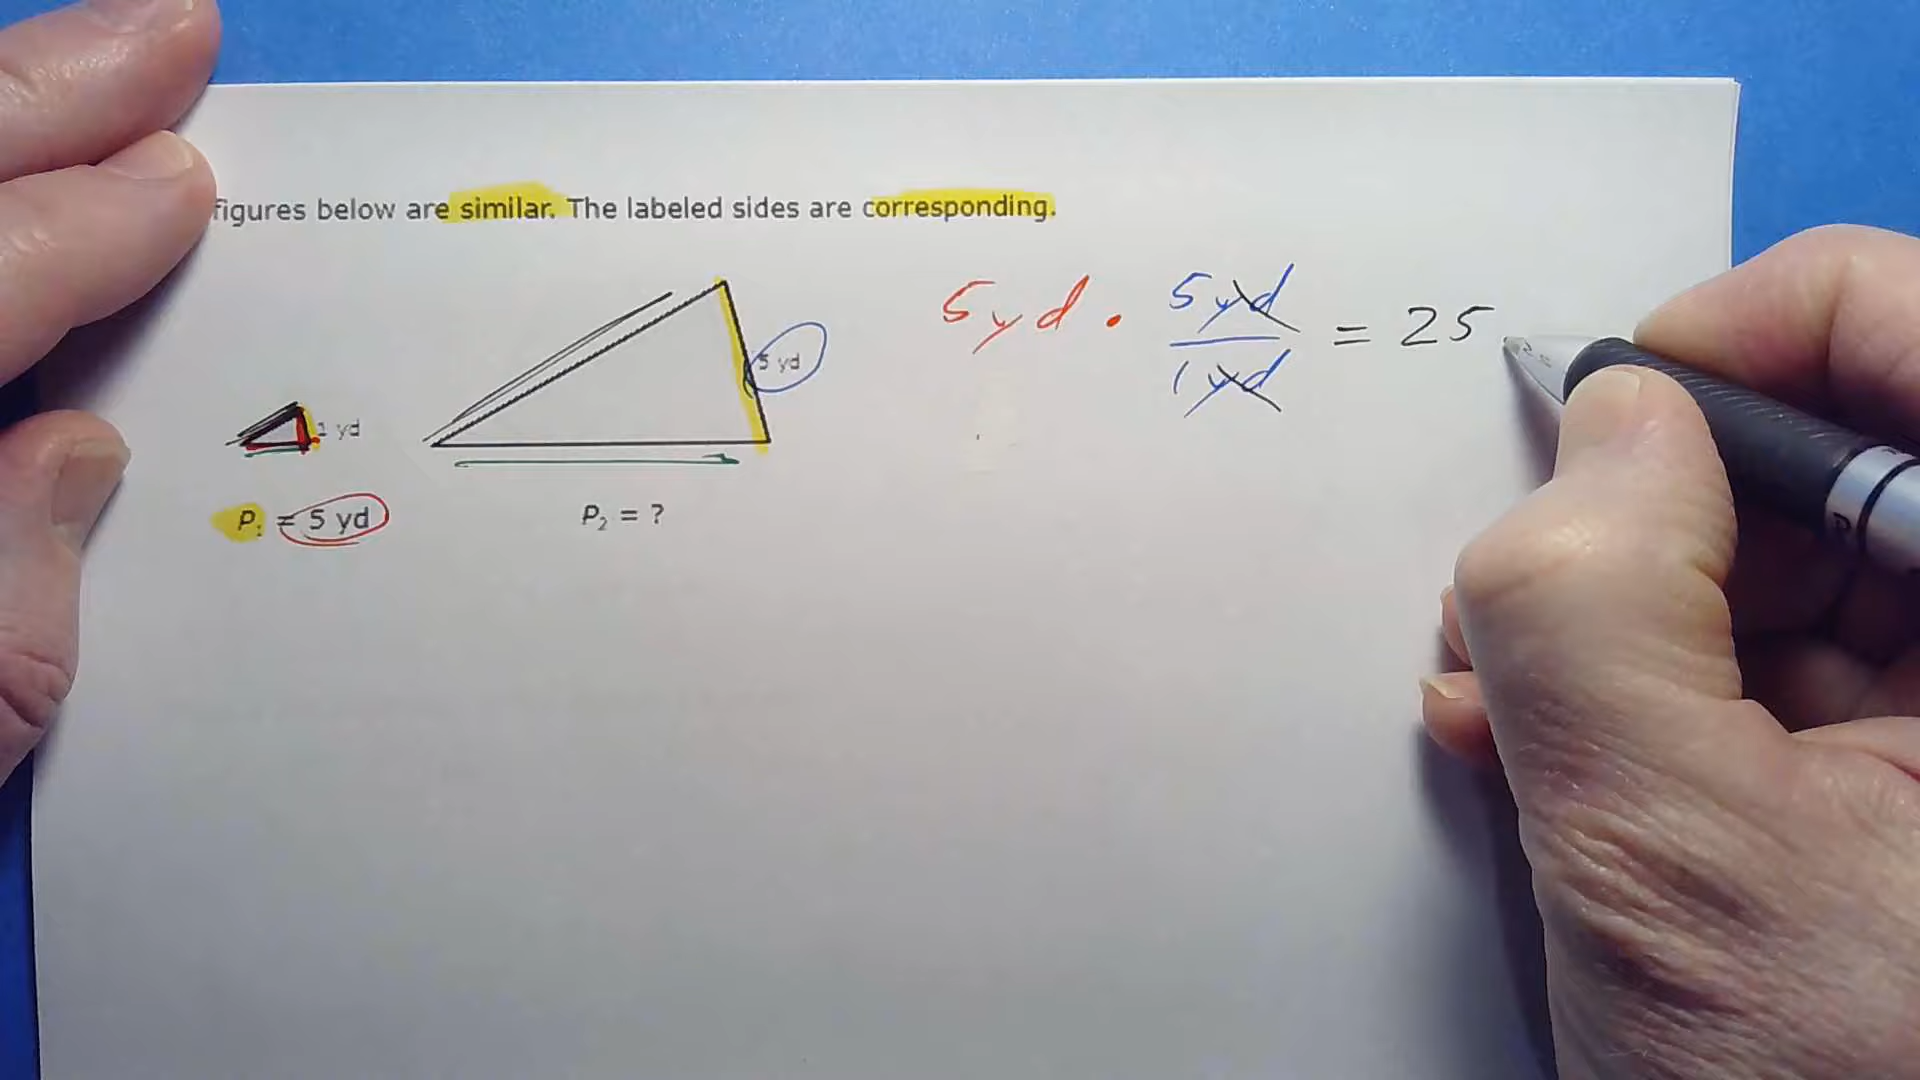 figures below are similar. The labeled sides are corresponding.
5yd · 5yd/1yd = 25
5 yd
1 yd
P₁ = 5 yd
P₂ = ?